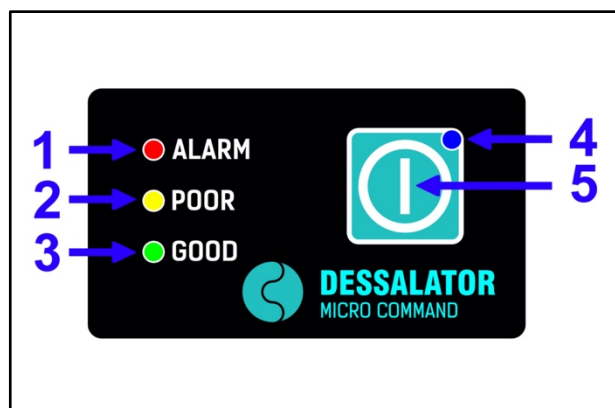 1
ALARM
4
2
POOR
5
3
GOOD
DESSALATOR
MICRO COMMAND